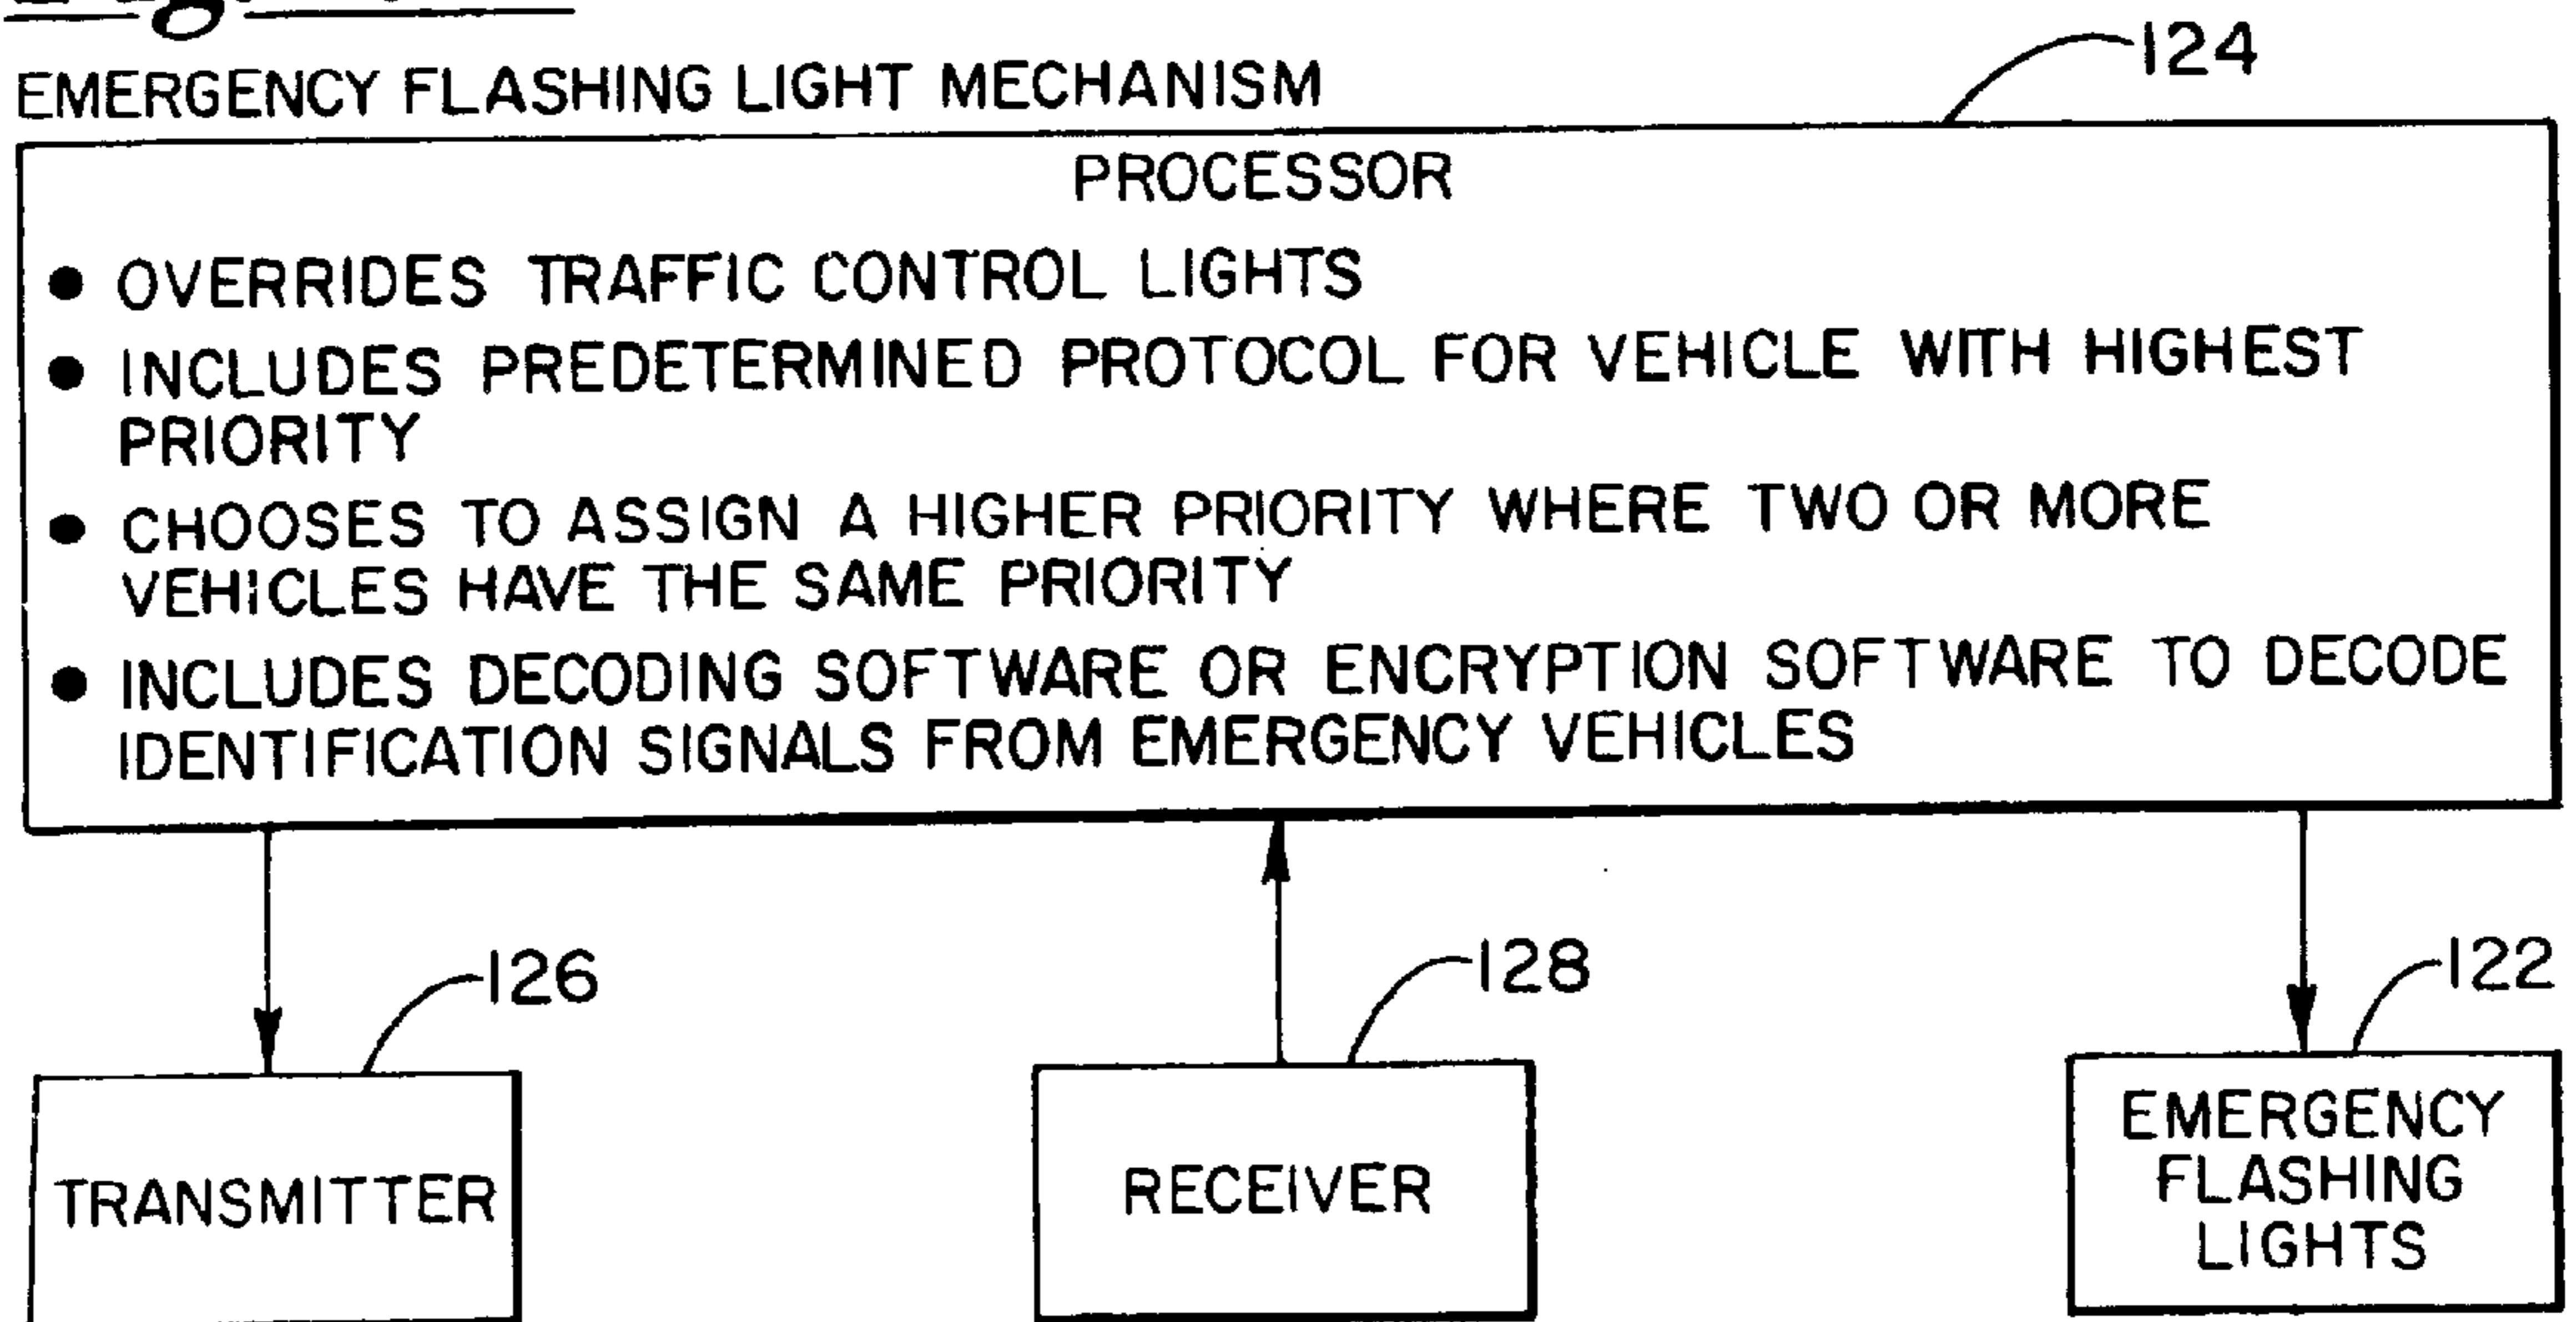 EMERGENCY FLASHING LIGHT MECHANISM
124
PROCESSOR
● OVERRIDES TRAFFIC CONTROL LIGHTS
● INCLUDES PREDETERMINED PROTOCOL FOR VEHICLE WITH HIGHEST
PRIORITY
● CHOOSES TO ASSIGN A HIGHER PRIORITY WHERE TWO OR MORE
VEHICLES HAVE THE SAME PRIORITY
● INCLUDES DECODING SOFTWARE OR ENCRYPTION SOFTWARE TO DECODE
IDENTIFICATION SIGNALS FROM EMERGENCY VEHICLES
126
128
122
TRANSMITTER
RECEIVER
EMERGENCY
FLASHING
LIGHTS